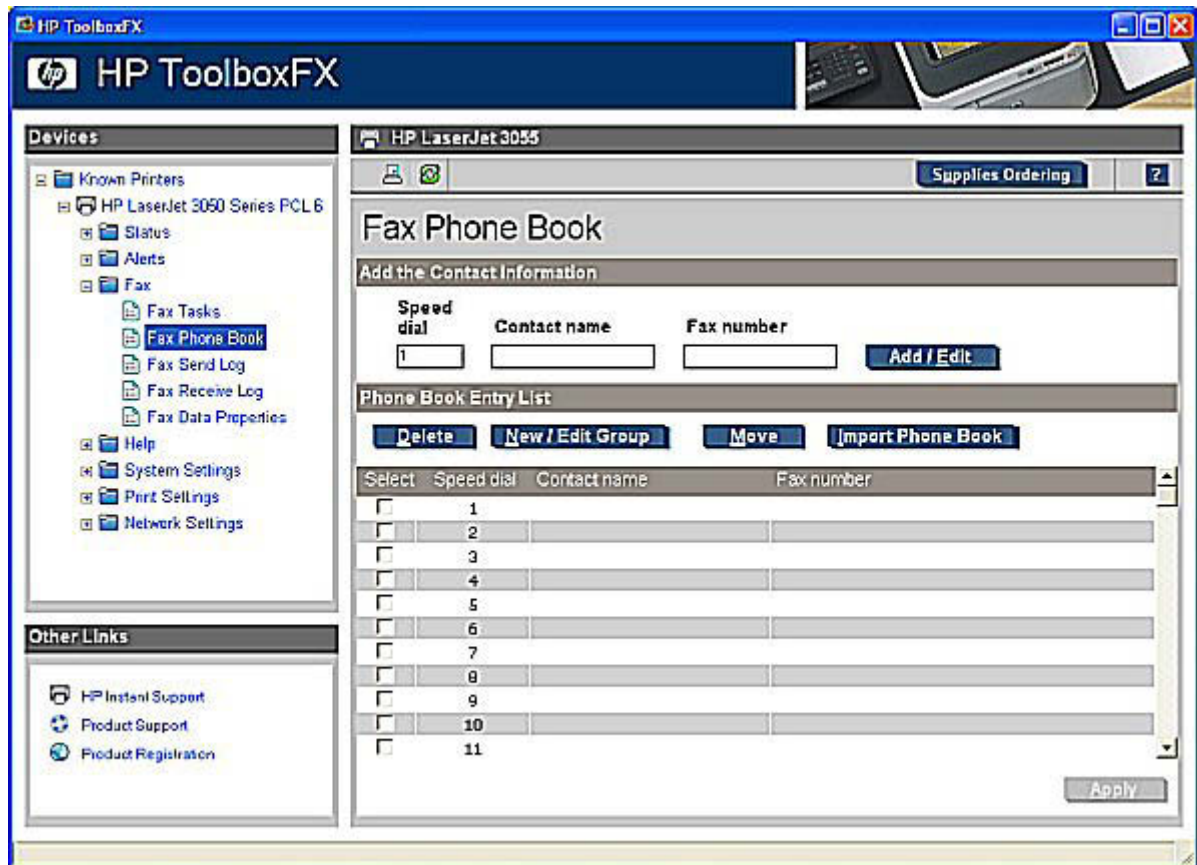 HP ToolboxFX
hp HP ToolboxFX
Devices
Known Printers
HP LaserJet 3050 Series PCL 6
Status
Alerts
Fax
Fax Tasks
Fax Phone Book
Fax Send Log
Fax Receive Log
Fax Data Properties
Help
System Settings
Print Settings
Network Settings
Other Links
HP Instant Support
Product Support
Product Registration
HP LaserJet 3055
Supplies Ordering ?
Fax Phone Book
Add the Contact Information
Speed
dial Contact name Fax number
1 Add / Edit
Phone Book Entry List
Delete New / Edit Group Move Import Phone Book
Select Speed dial Contact name Fax number
1
2
3
4
5
6
7
8
9
10
11
Apply